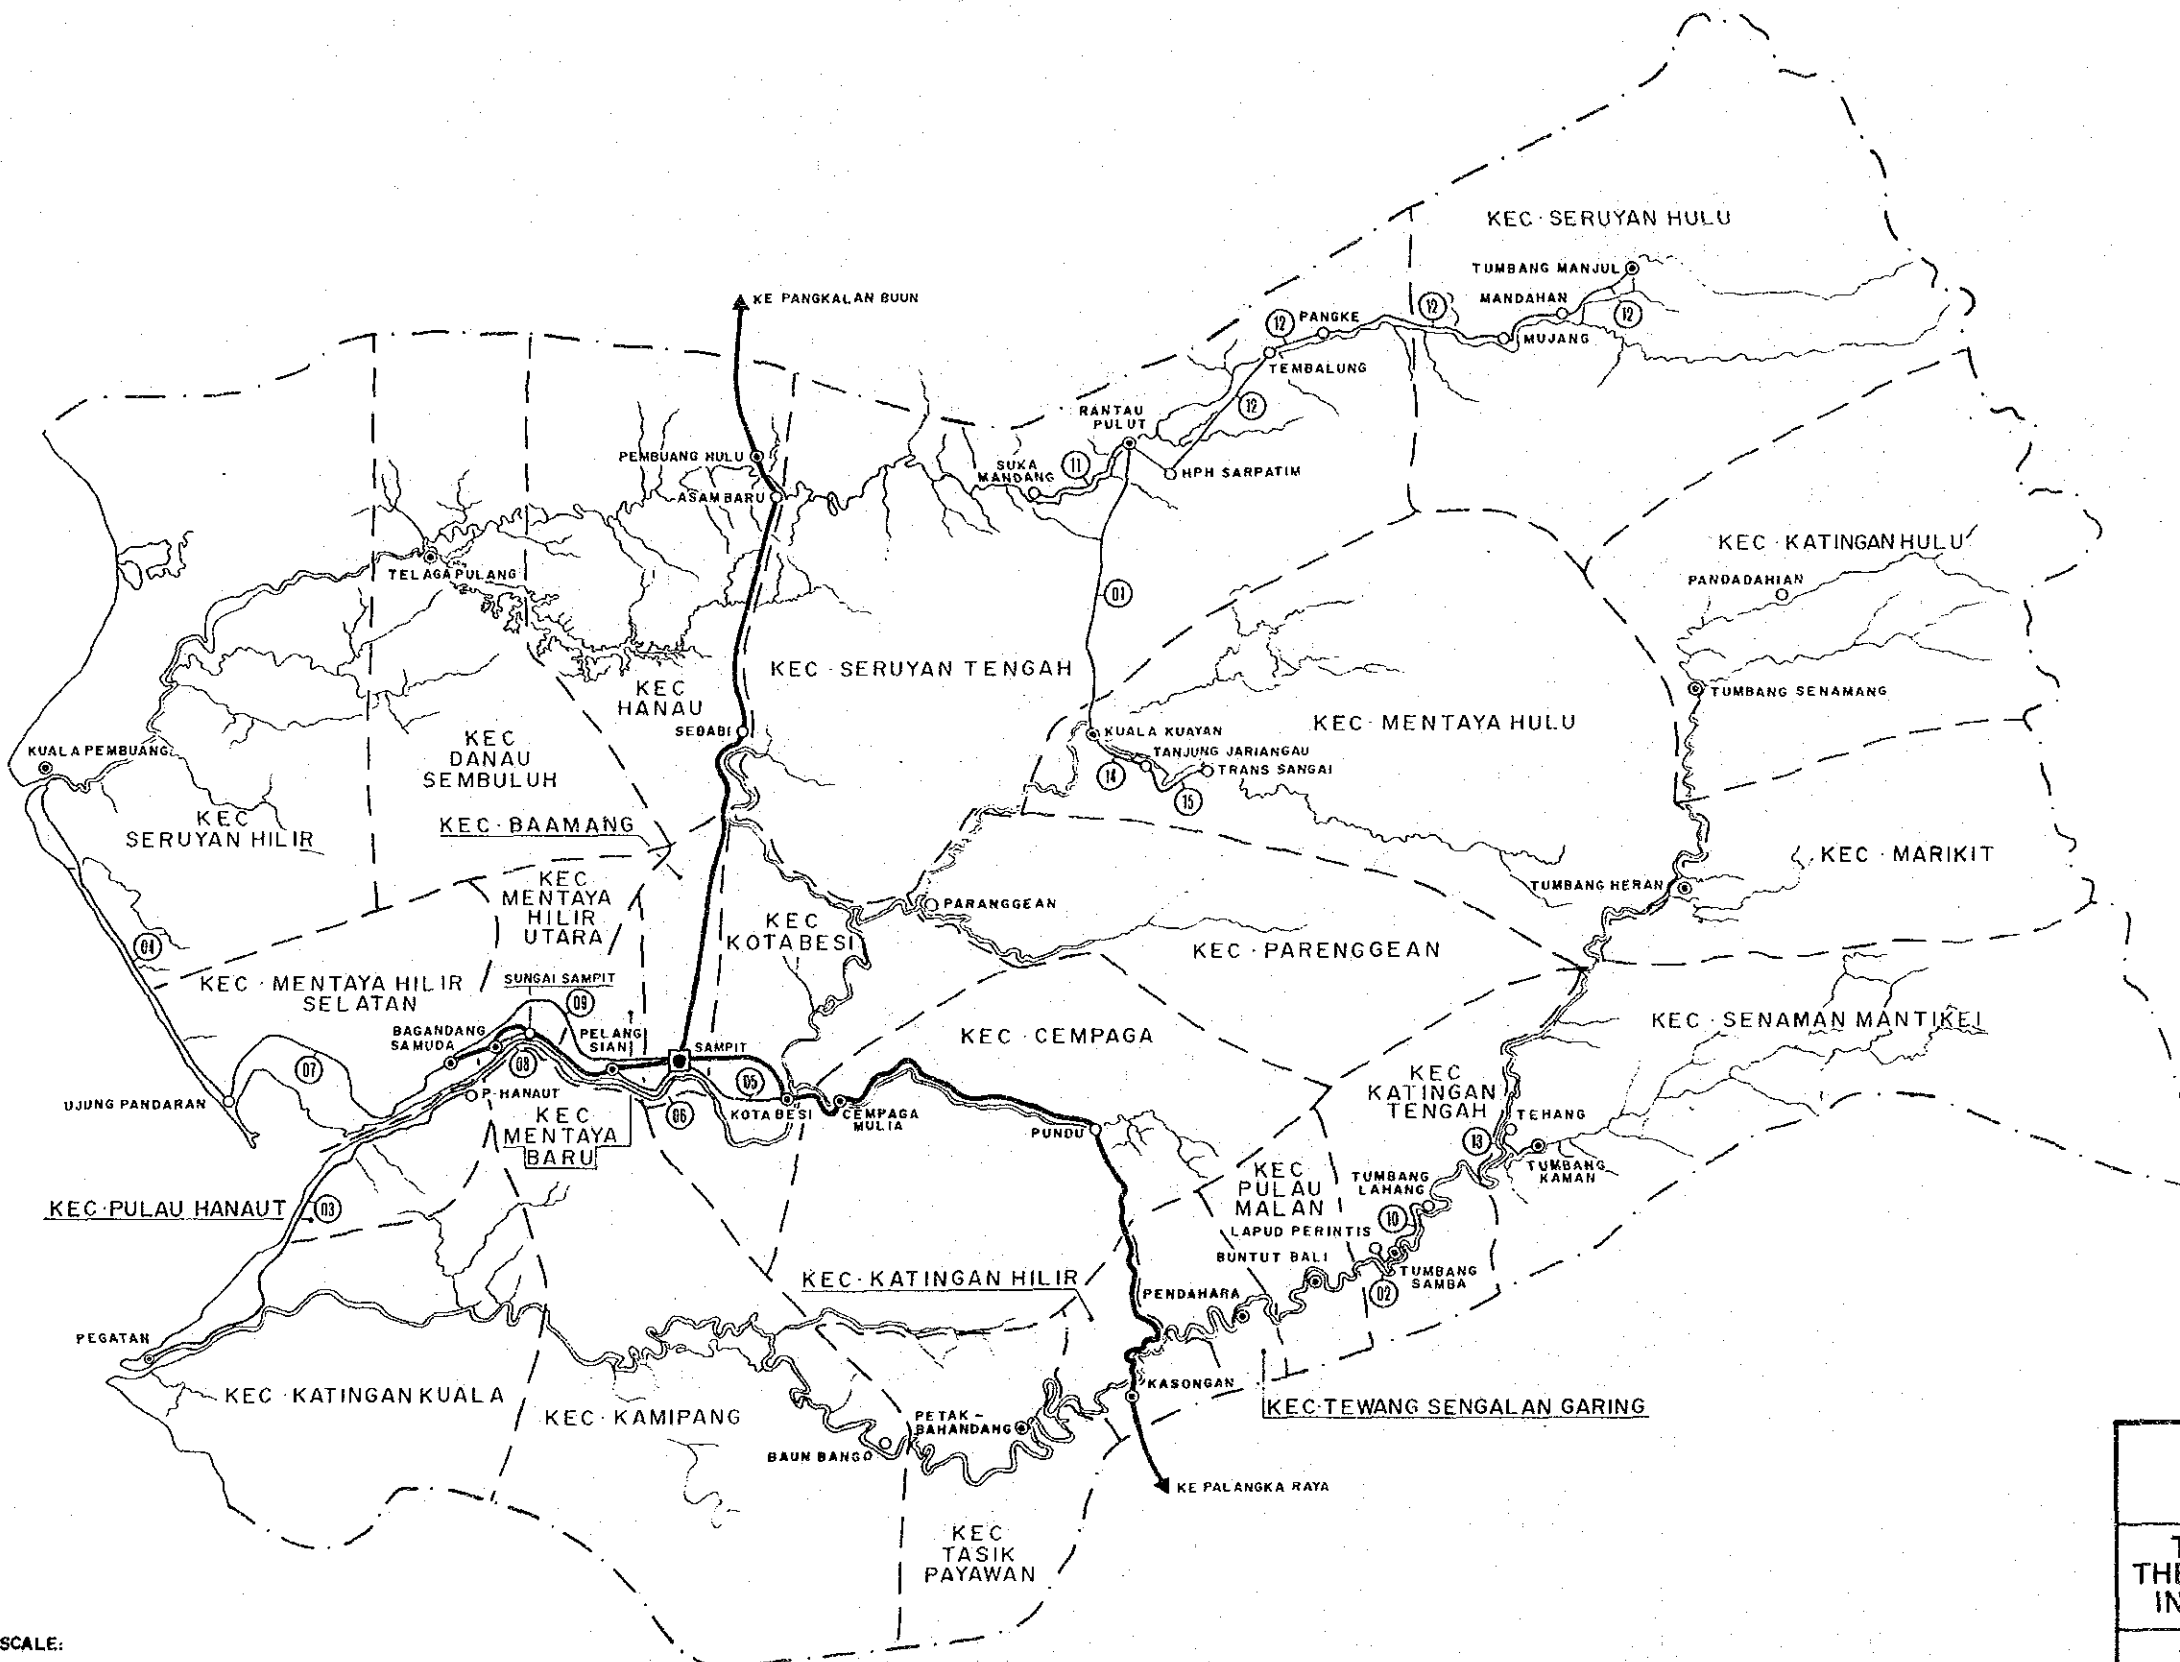 KEC · SERUYAN HULU
TUMBANG MANJUL
MANDAHAN
12
12
12
PANGKE
12
MUJANG
TEMBALUNG
12
KE PANGKALAN BUUN
RANTAU
PULUT
PEMBUANG HULU
SUKA
MANDANG
11
HPH SARPATIM
ASAM BARU
KEC · KATINGAN HULU
PANDADAHIAN
TELAGA PULANG
01
KEC · SERUYAN TENGAH
KEC
HANAU
TUMBANG SENAMANG
KEC · MENTAYA HULU
SEBABI
KUALA KUAYAN
KEC
DANAU
SEMBULUH
KUALA PEMBUANG
TANJUNG JARIANGAU
TRANS SANGAI
14
15
KEC
SERUYAN HILIR
KEC · BAAMANG
KEC · MARIKIT
KEC
MENTAYA
HILIR
UTARA
TUMBANG HERAN
PARANGGEAN
KEC
KOTABESI
04
KEC · PARENGGEAN
KEC · MENTAYA HILIR
SELATAN
SUNGAI SAMPIT
09
KEC · SENAMAN MANTIKEI
BAGANDANG
SAMUDA
PELANG
SIAN
SAMPIT
KEC · CEMPAGA
07
08
05
KEC
KATINGAN
TENGAH
UJUNG PANDARAN
P·HANAUT
06
KOTA BESI
CEMPAGA
MULIA
TEHANG
KEC
MENTAYA
BARU
PUNDU
13
TUMBANG
KAMAN
KEC
PULAU
MALAN
TUMBANG
LAHANG
KEC · PULAU HANAUT
03
10
LAPUD PERINTIS
BUNTUT BALI
KEC · KATINGAN HILIR
TUMBANG
SAMBA
PENDAHARA
02
PEGATAN
KASONGAN
KEC · KATINGAN KUALA
KEC · KAMIPANG
PETAK –
BAHANDANG
KEC·TEWANG SENGALAN GARING
BAUN BANGO
KE PALANGKA RAYA
KEC
TASIK
PAYAWAN
SCALE: